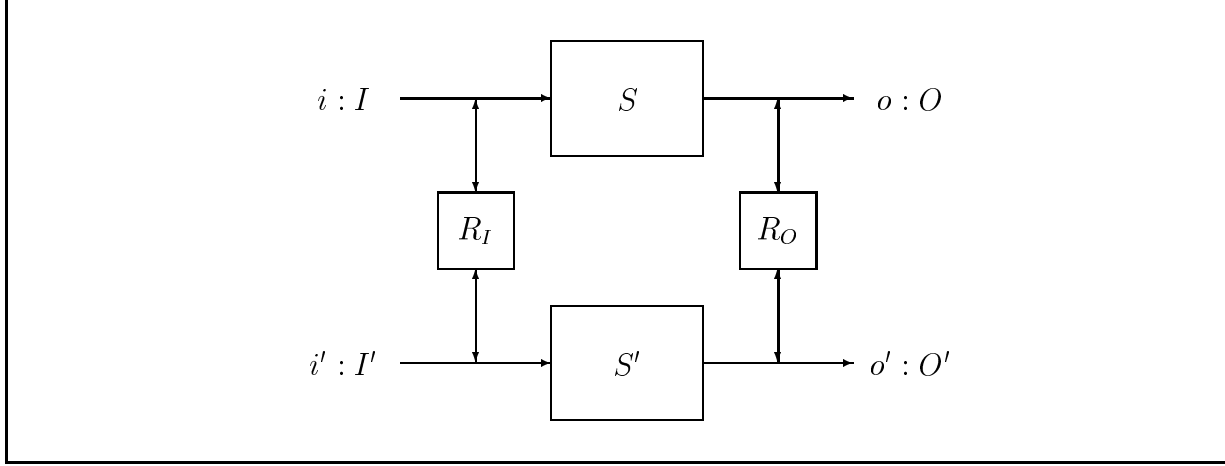 i : I S o : O
R_I R_O
i′ : I′ S′ o′ : O′